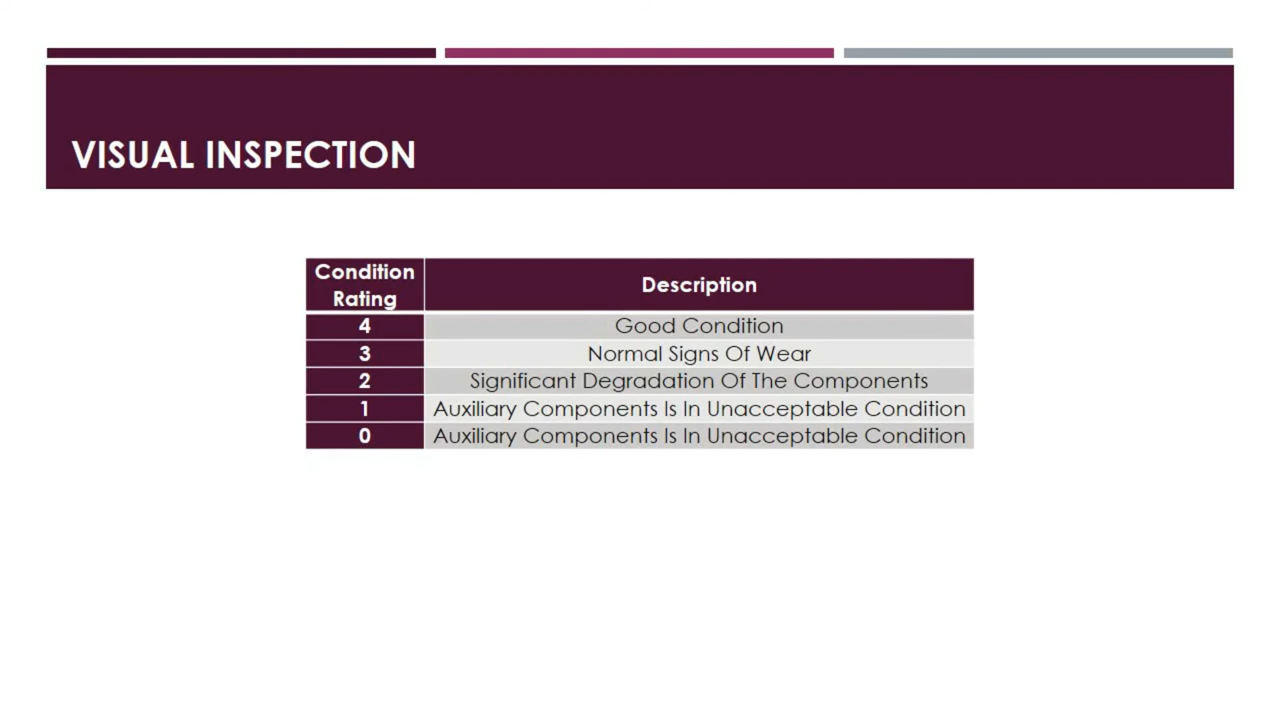 VISUAL INSPECTION
Condition
Rating
Description
4 Good Condition
3 Normal Signs Of Wear
2 Significant Degradation Of The Components
1 Auxiliary Components Is In Unacceptable Condition
0 Auxiliary Components Is In Unacceptable Condition